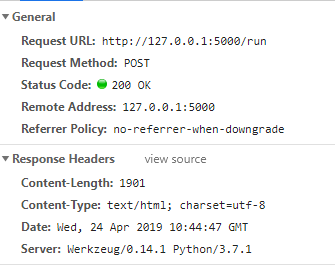 General
Request URL: http://127.0.0.1:5000/run
Request Method: POST
Status Code: 200 OK
Remote Address: 127.0.0.1:5000
Referrer Policy: no-referrer-when-downgrade
Response Headers view source
Content-Length: 1901
Content-Type: text/html; charset=utf-8
Date: Wed, 24 Apr 2019 10:44:47 GMT
Server: Werkzeug/0.14.1 Python/3.7.1